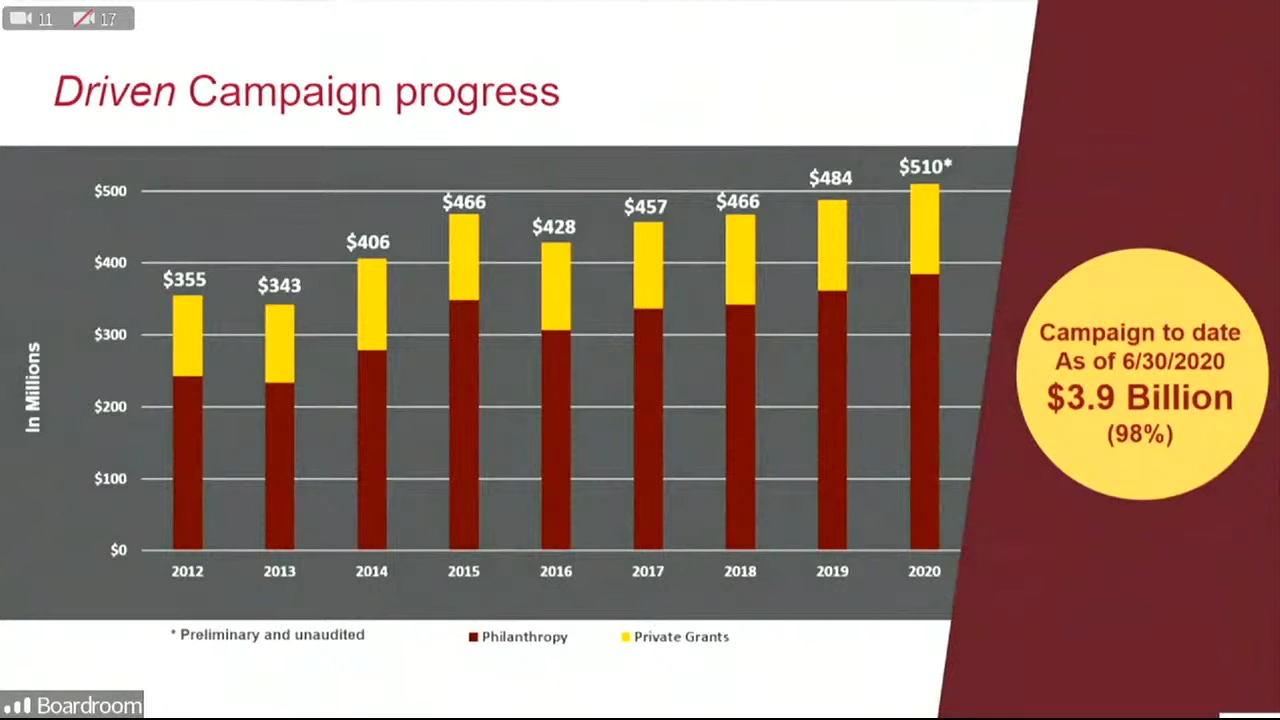 11 17
Driven Campaign progress
In Millions
$500
$400
$300
$200
$100
$0
$355
$343
$406
$466
$428
$457
$466
$484
$510*
2012 2013 2014 2015 2016 2017 2018 2019 2020
* Preliminary and unaudited
Philanthropy Private Grants
Campaign to date
As of 6/30/2020
$3.9 Billion
(98%)
Boardroom